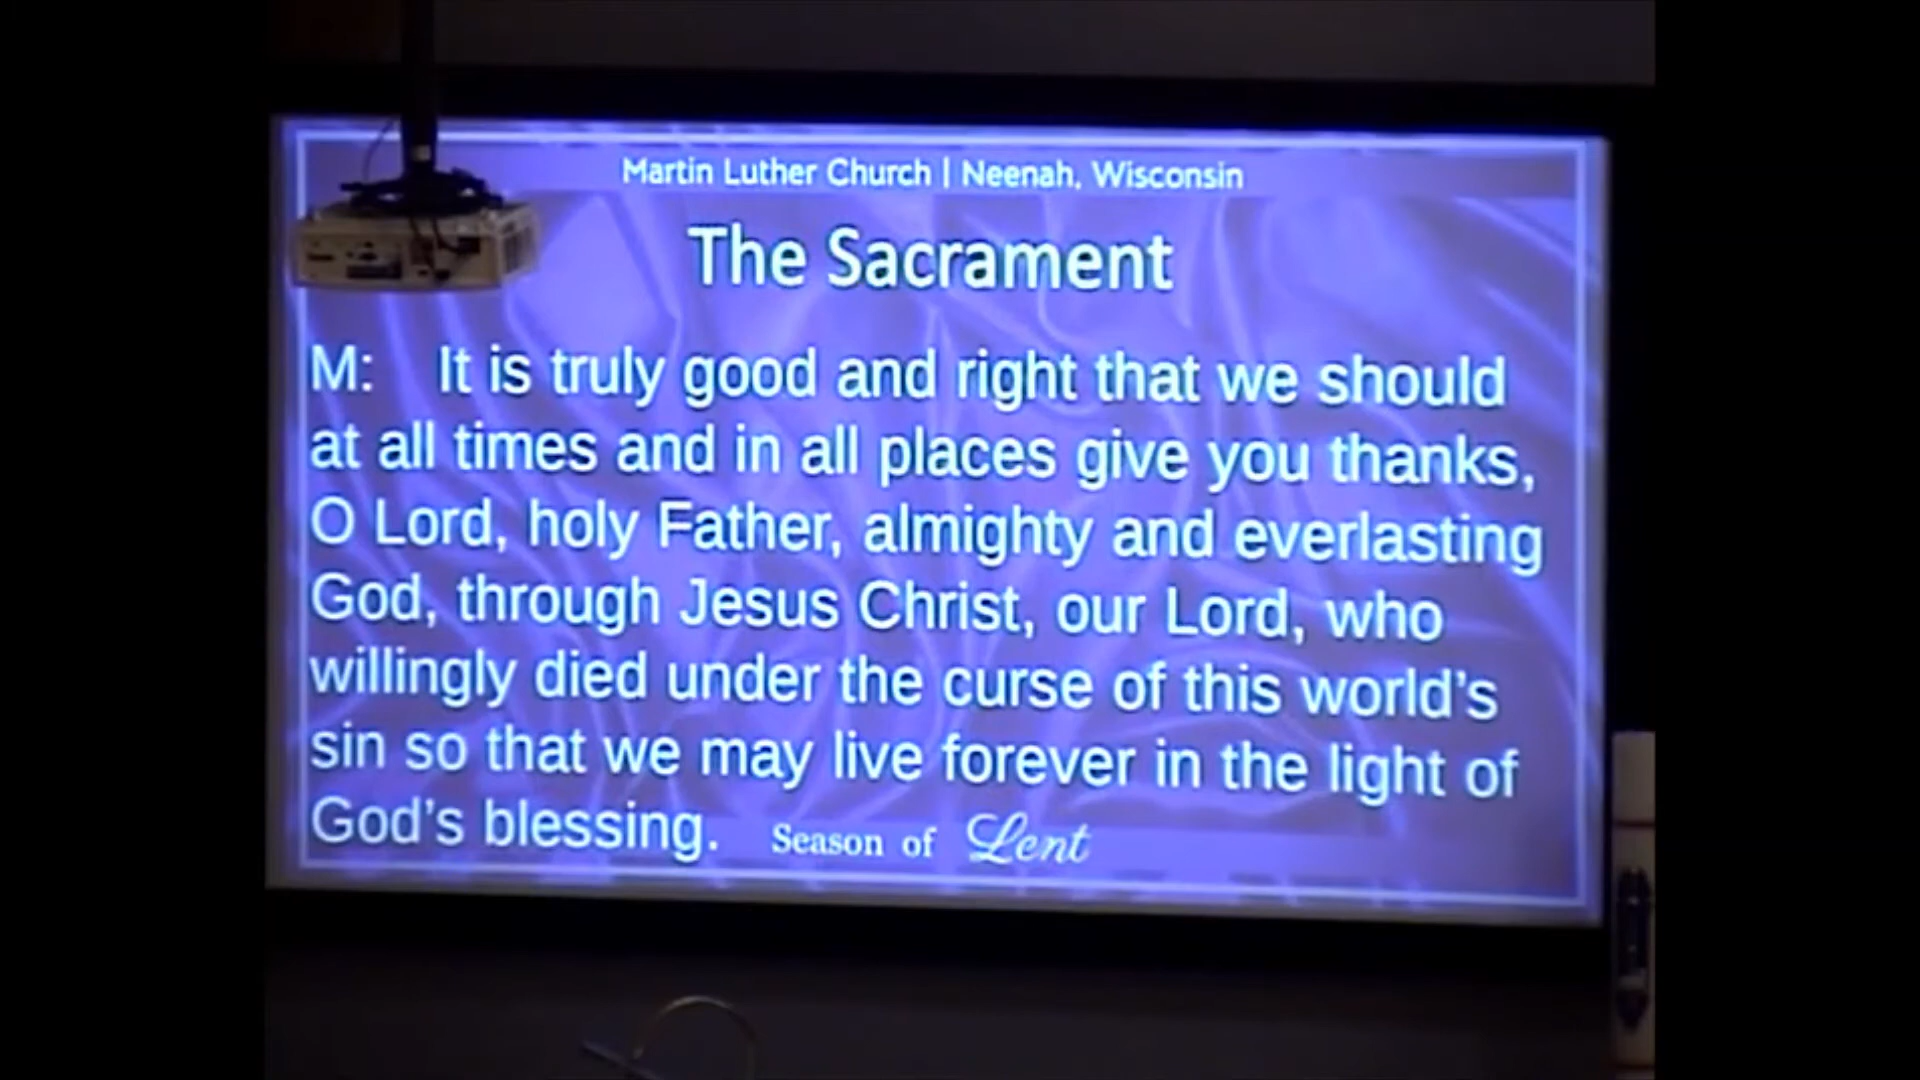 Martin Luther Church | Neenah, Wisconsin
The Sacrament
M: It is truly good and right that we should
at all times and in all places give you thanks,
O Lord, holy Father, almighty and everlasting
God, through Jesus Christ, our Lord, who
willingly died under the curse of this world's
sin so that we may live forever in the light of
God's blessing. Season of Lent